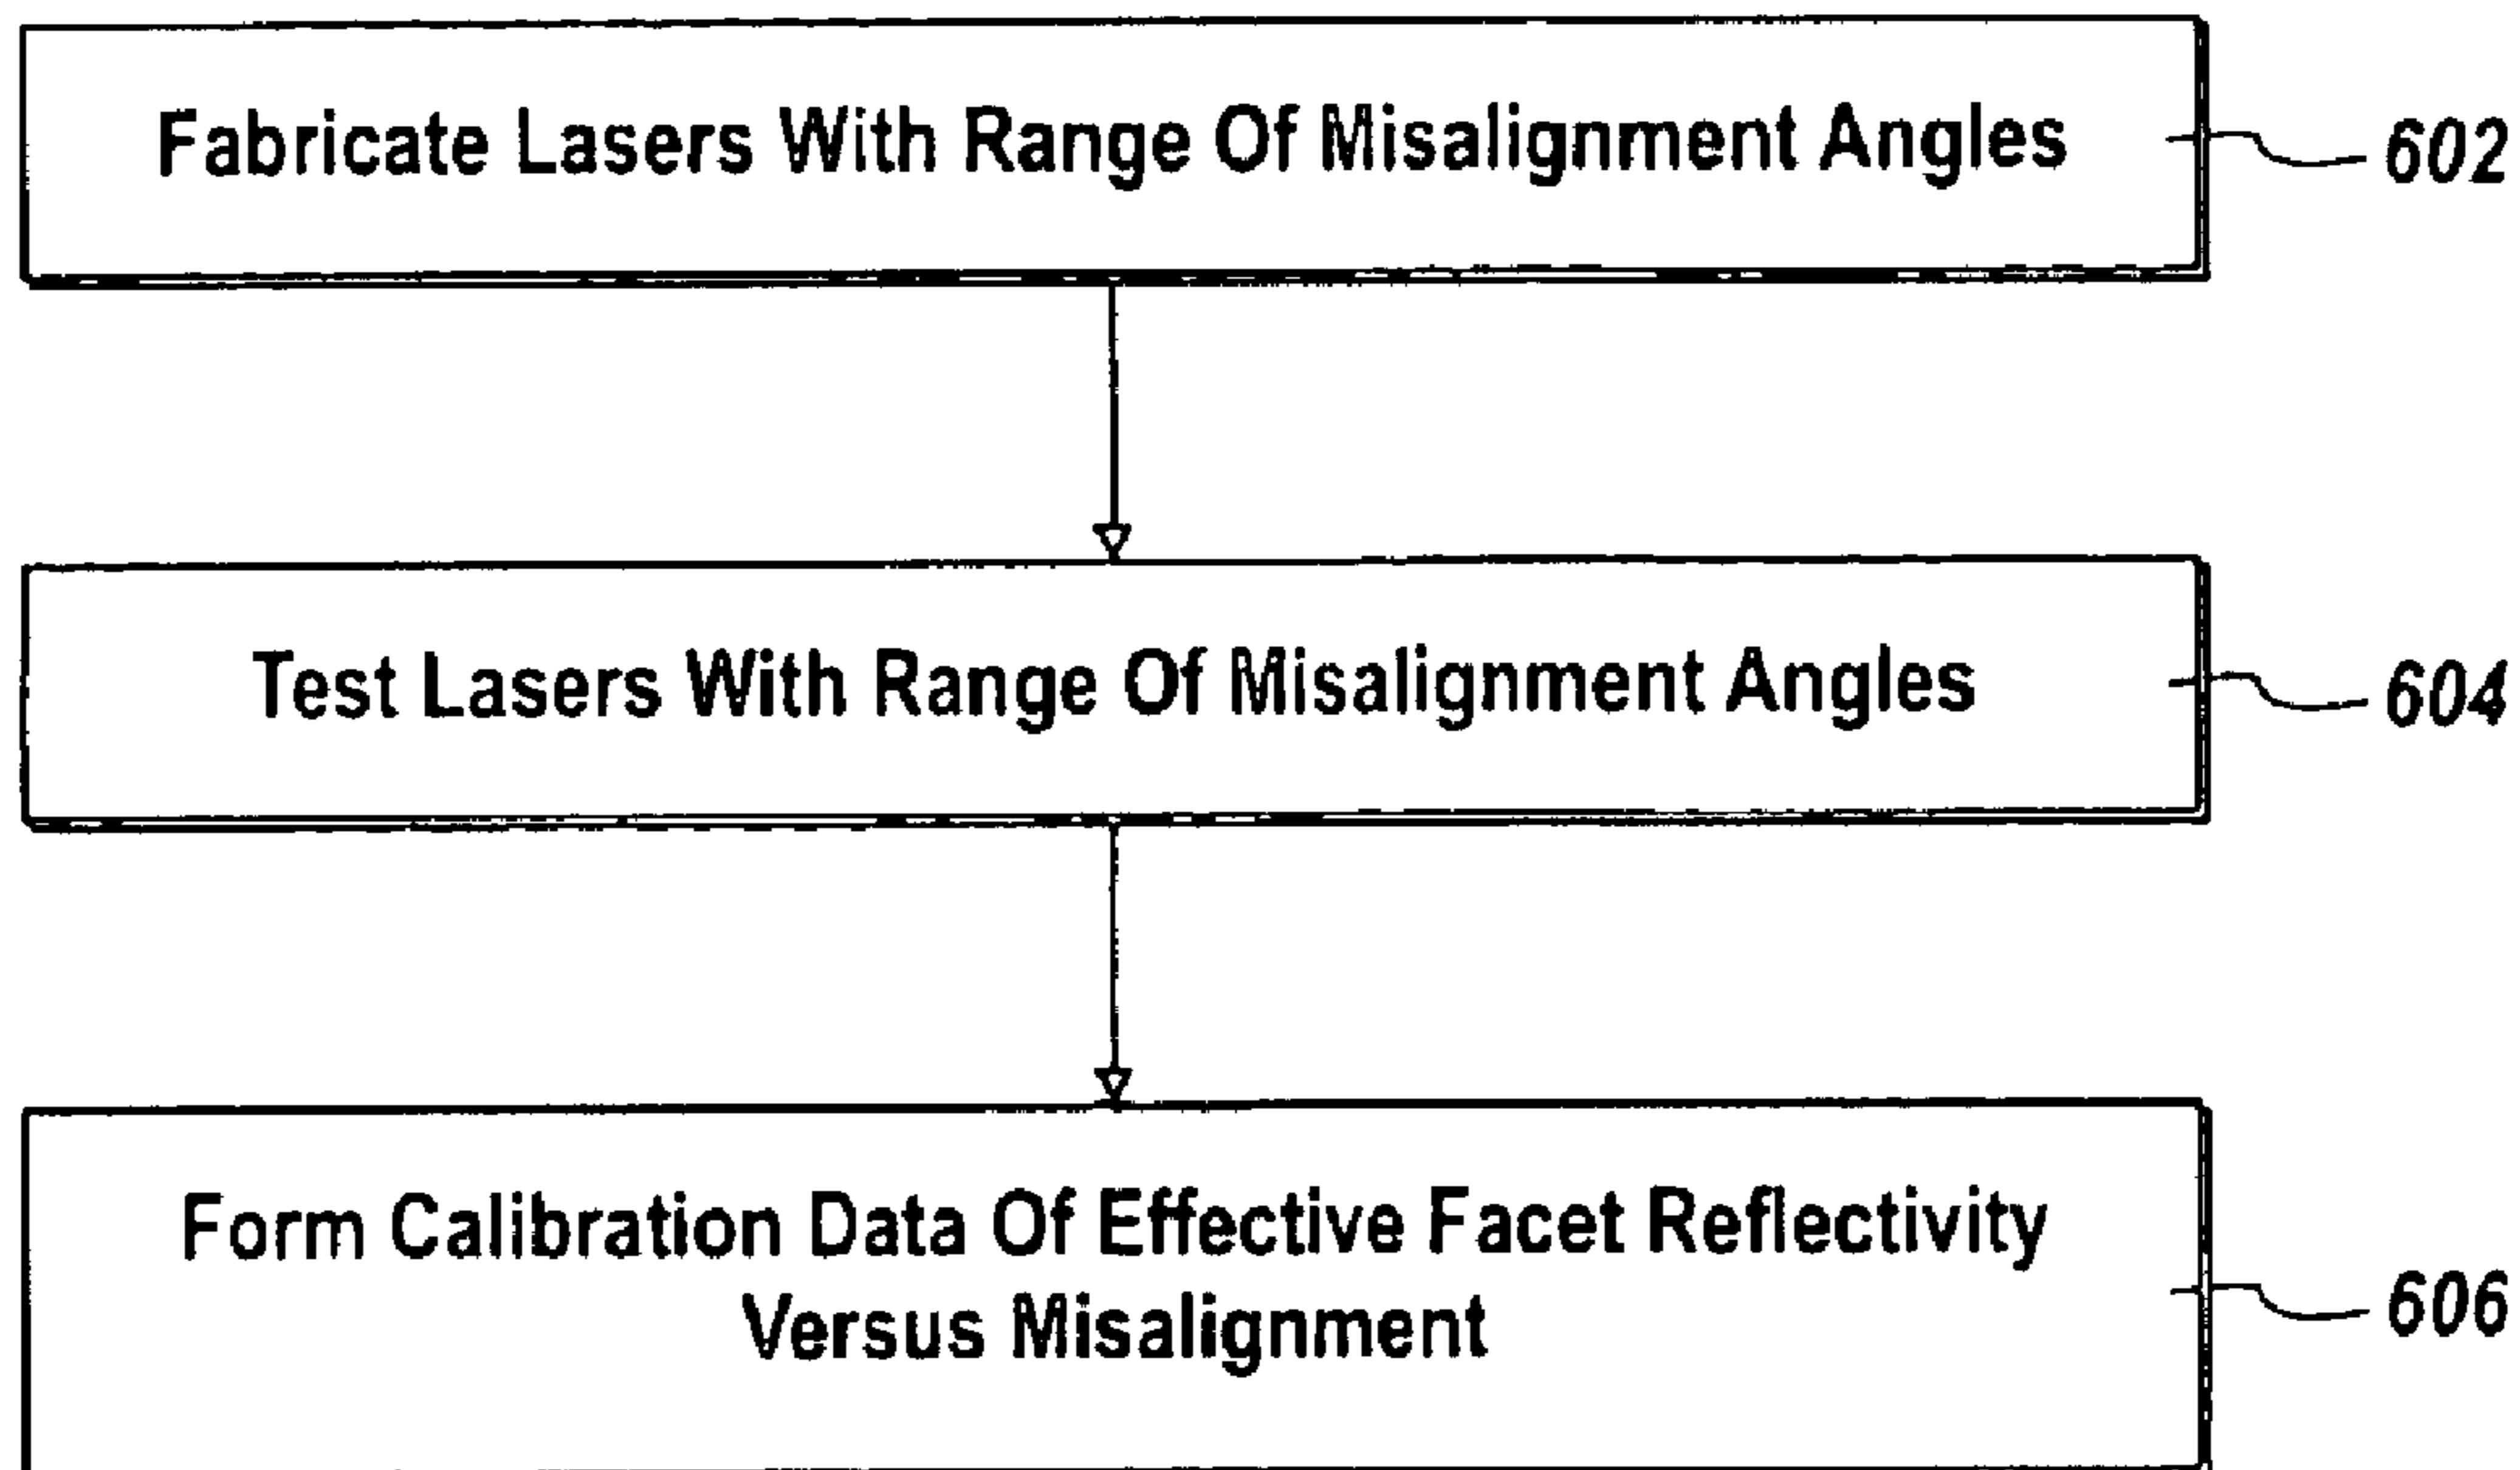 Fabricate Lasers With Range Of Misalignment Angles
602
Test Lasers With Range Of Misalignment Angles
604
Form Calibration Data Of Effective Facet Reflectivity
Versus Misalignment
606